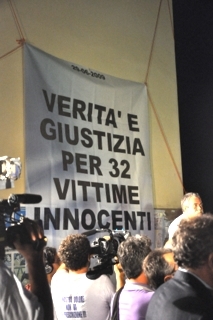 29-06-2009
VERITA' E
GIUSTIZIA
PER 32
VITTIME
INNOCENTI